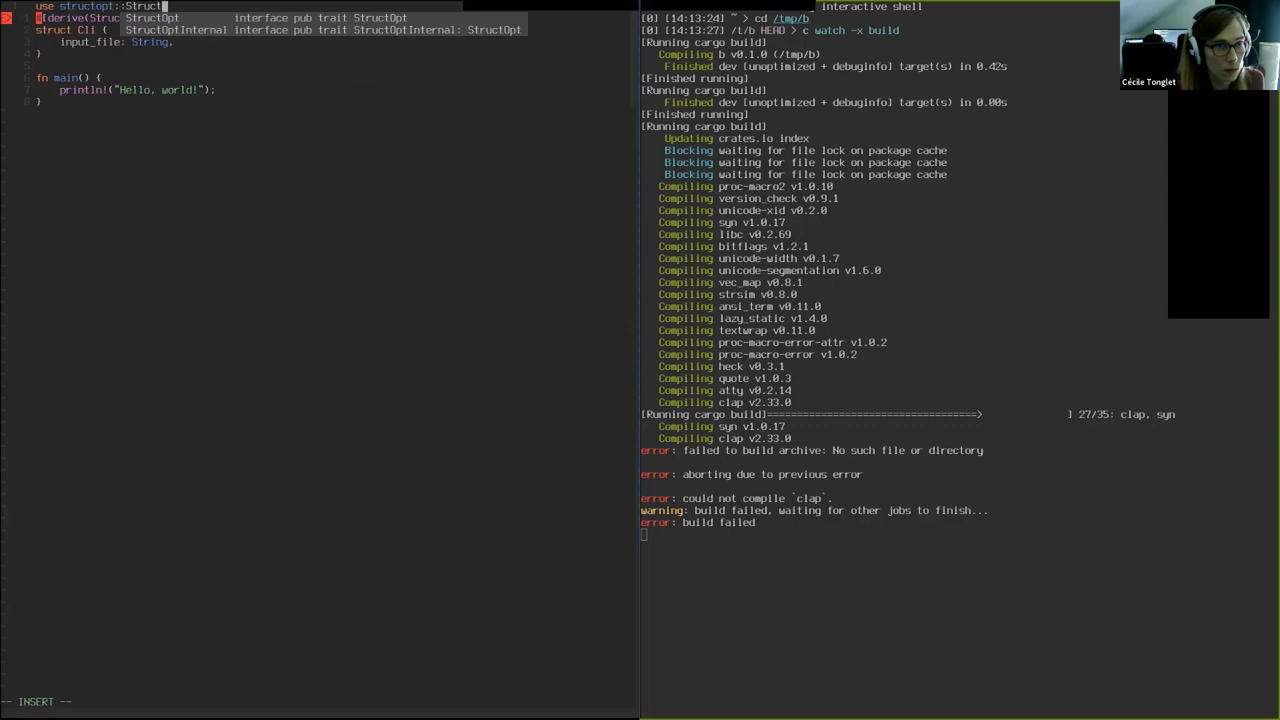 use structopt::Struct
1 #[derive(Struc
StructOpt interface pub trait StructOpt
StructOptInternal interface pub trait StructOptInternal: StructOpt
2 struct Cli {
3 input_file: String,
4 }
5
6 fn main() {
7 println!("Hello, world!");
8 }
-- INSERT --
interactive shell
[0] [14:13:24] ~ > cd /tmp/b
[0] [14:13:27] /t/b HEAD > c watch -x build
[Running cargo build]
Compiling b v0.1.0 (/tmp/b)
Finished dev [unoptimized + debuginfo] target(s) in 0.42s
[Finished running]
[Running cargo build]
Finished dev [unoptimized + debuginfo] target(s) in 0.00s
[Finished running]
[Running cargo build]
Updating crates.io index
Blocking waiting for file lock on package cache
Blocking waiting for file lock on package cache
Blocking waiting for file lock on package cache
Compiling proc-macro2 v1.0.10
Compiling version_check v0.9.1
Compiling unicode-xid v0.2.0
Compiling syn v1.0.17
Compiling libc v0.2.69
Compiling bitflags v1.2.1
Compiling unicode-width v0.1.7
Compiling unicode-segmentation v1.6.0
Compiling vec_map v0.8.1
Compiling strsim v0.8.0
Compiling ansi_term v0.11.0
Compiling lazy_static v1.4.0
Compiling textwrap v0.11.0
Compiling proc-macro-error-attr v1.0.2
Compiling proc-macro-error v1.0.2
Compiling heck v0.3.1
Compiling quote v1.0.3
Compiling atty v0.2.14
Compiling clap v2.33.0
[Running cargo build]===================================> ] 27/35: clap, syn
Compiling syn v1.0.17
Compiling clap v2.33.0
error: failed to build archive: No such file or directory
error: aborting due to previous error
error: could not compile `clap`.
warning: build failed, waiting for other jobs to finish...
error: build failed
Cécile Tonglet